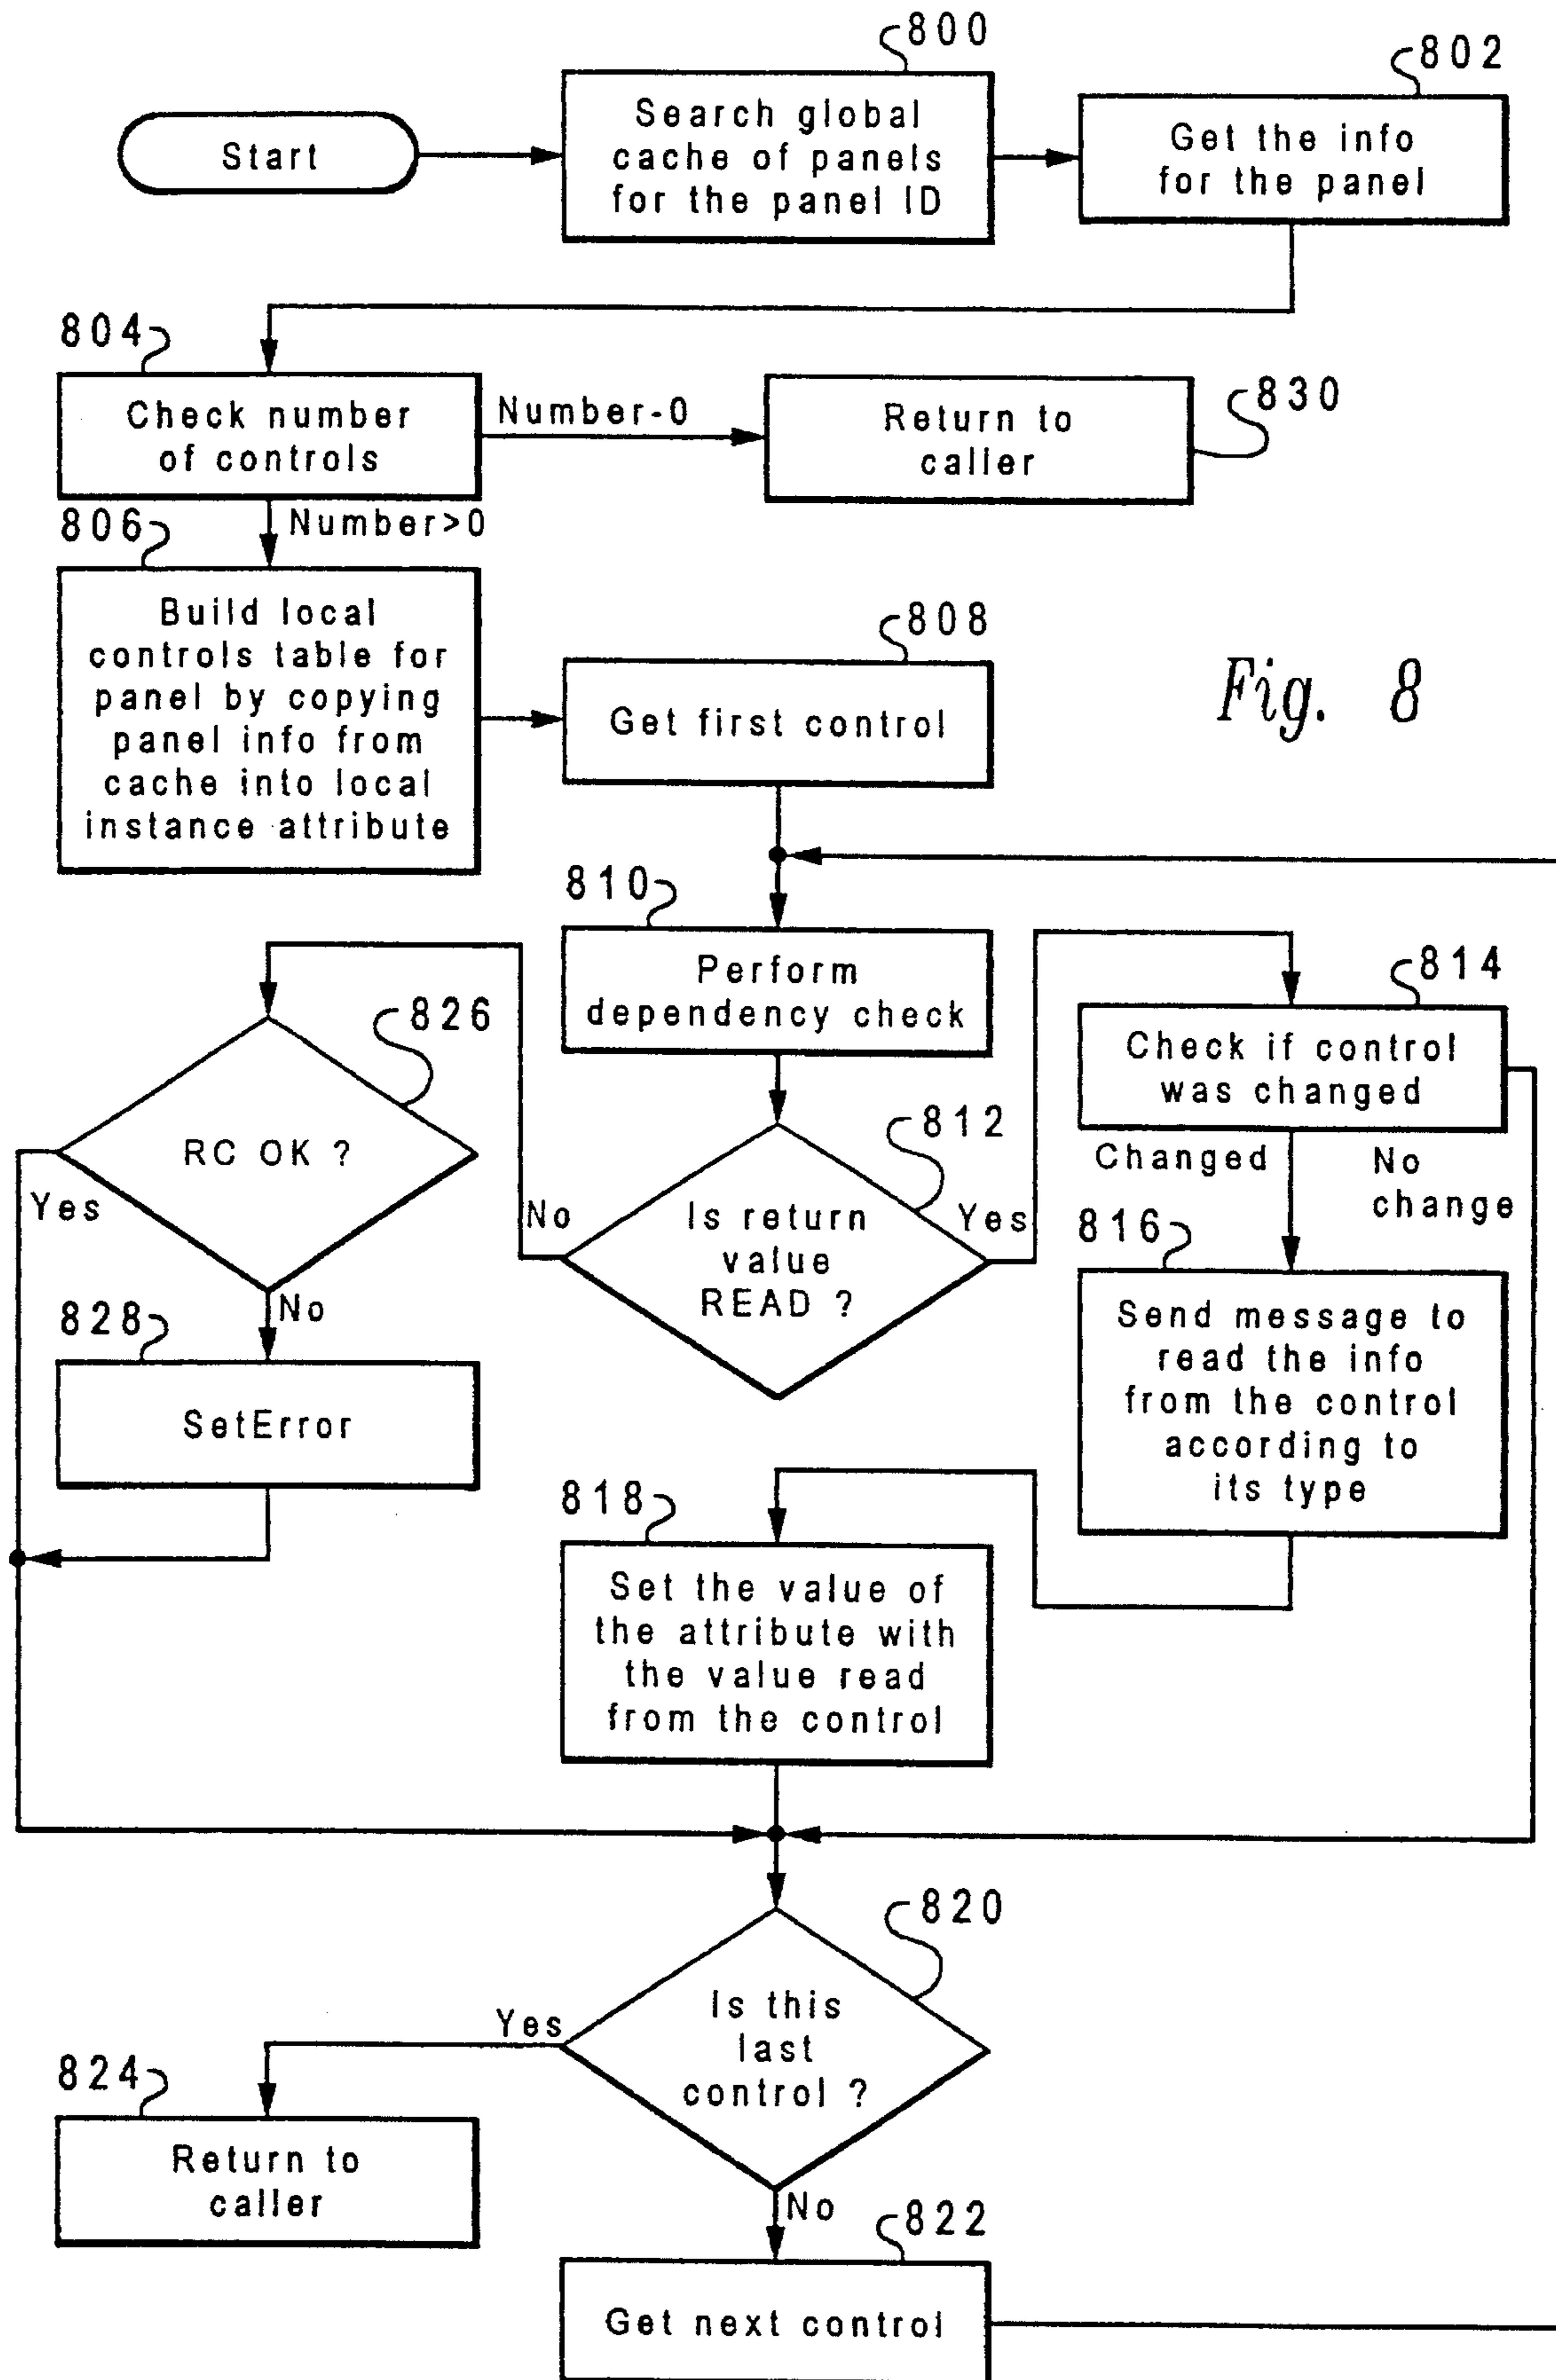 800
802
Start
Search global
cache of panels
for the panel ID
Get the info
for the panel
804
Check number
of controls
Number-0
Return to
caller
830
806
Number>0
Build local
controls table for
panel by copying
panel info from
cache into local
instance attribute
808
Get first control
Fig. 8
810
Perform
dependency check
814
Check if control
was changed
826
RC OK ?
Yes
No
812
Is return
value
READ ?
No
Yes
Changed
No
change
816
Send message to
read the info
from the control
according to
its type
828
SetError
818
Set the value of
the attribute with
the value read
from the control
820
Is this
last
control ?
Yes
824
Return to
caller
No
822
Get next control